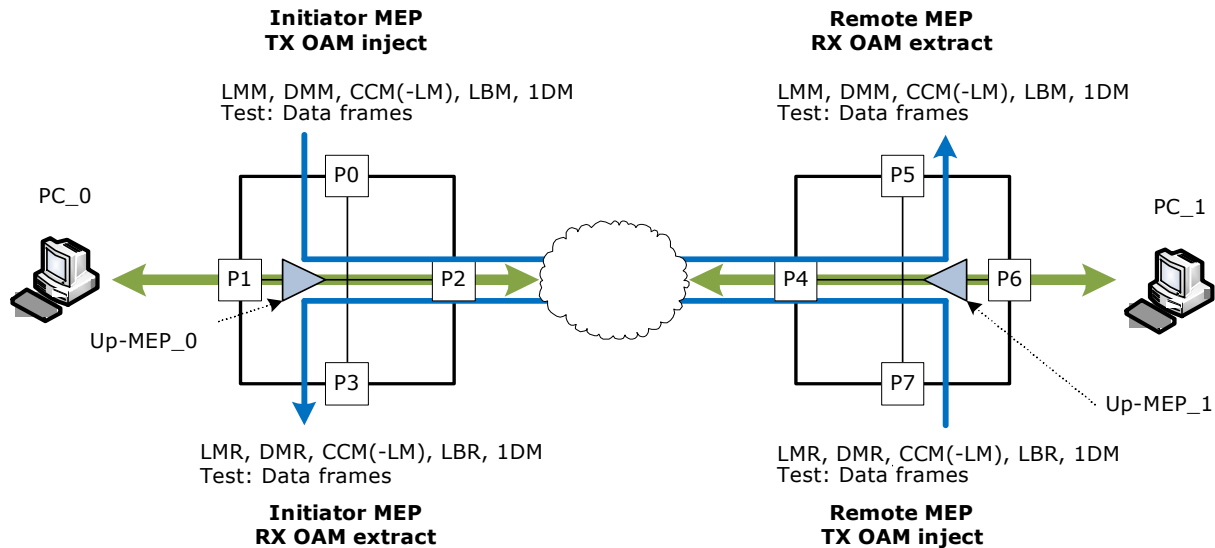 Initiator MEP
TX OAM inject
Remote MEP
RX OAM extract
LMM, DMM, CCM(-LM), LBM, 1DM
Test: Data frames
LMM, DMM, CCM(-LM), LBM, 1DM
Test: Data frames
PC_0
P0
P5
PC_1
P1
P2
P4
P6
Up-MEP_0
P3
P7
Up-MEP_1
LMR, DMR, CCM(-LM), LBR, 1DM
Test: Data frames
LMR, DMR, CCM(-LM), LBR, 1DM
Test: Data frames
Initiator MEP
RX OAM extract
Remote MEP
TX OAM inject